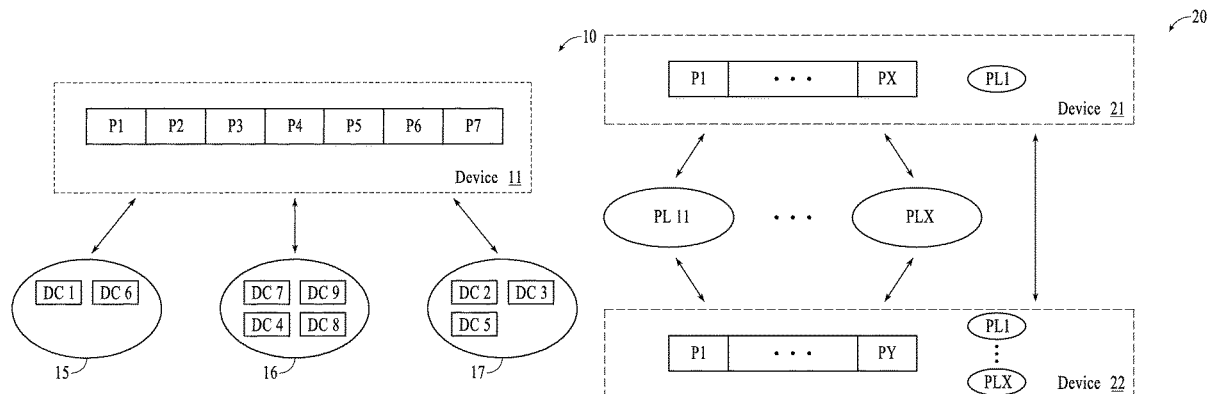 10
P1 P2 P3 P4 P5 P6 P7
Device 11
DC 1 DC 6
15
DC 7 DC 9
DC 4 DC 8
16
DC 2 DC 3
DC 5
17
20
P1 • • • PX PL1
Device 21
PL 11 • • • PLX
P1 • • • PY
PL1
PLX
Device 22